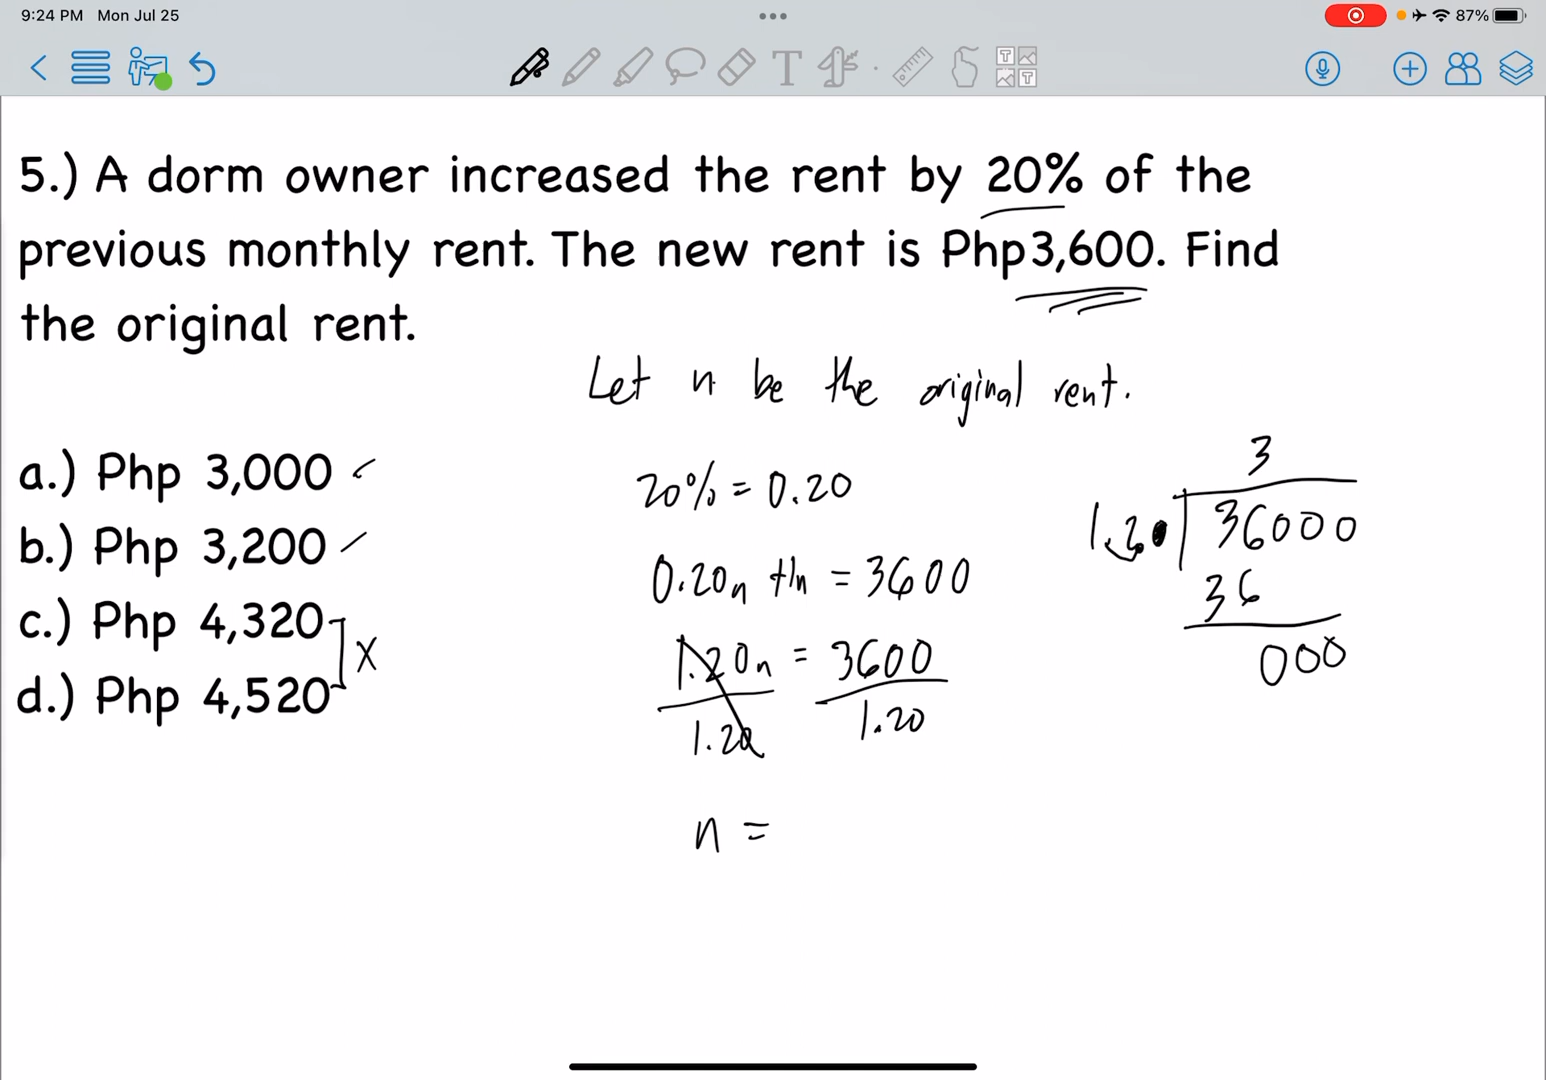 9:24 PM Mon Jul 25
87%
5.) A dorm owner increased the rent by 20% of the
previous monthly rent. The new rent is Php3,600. Find
the original rent.
Let n be the original rent.
a.) Php 3,000
b.) Php 3,200
c.) Php 4,320
d.) Php 4,520
x
20% = 0.20
0.20n + 1n = 3600
1.20n = 3600
1.20 1.20
n =
3
1.20 36000
36
000